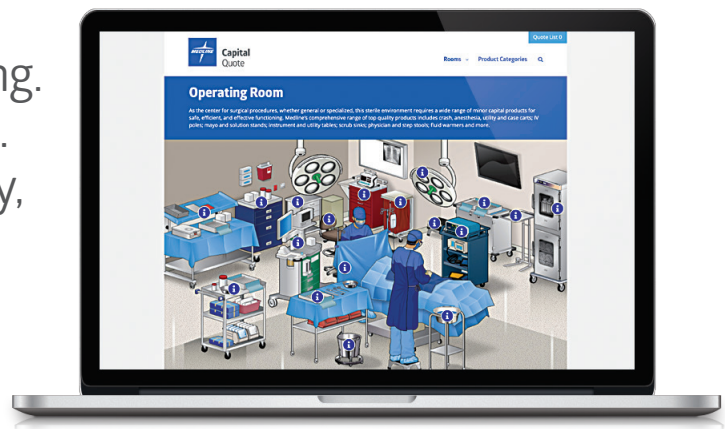 ng.
.
y,
Quote List 0
MEDLINE
Capital
Quote
Rooms
Product Categories
Operating Room
As the center for surgical procedures, whether general or specialized, this sterile environment requires a wide range of minor capital products for
safe, efficient, and effective functioning. Medline's comprehensive range of top quality products includes crash, anesthesia, utility and case carts; IV
poles; mayo and solution stands; instrument and utility tables; scrub sinks; physician and step stools; fluid warmers and more.